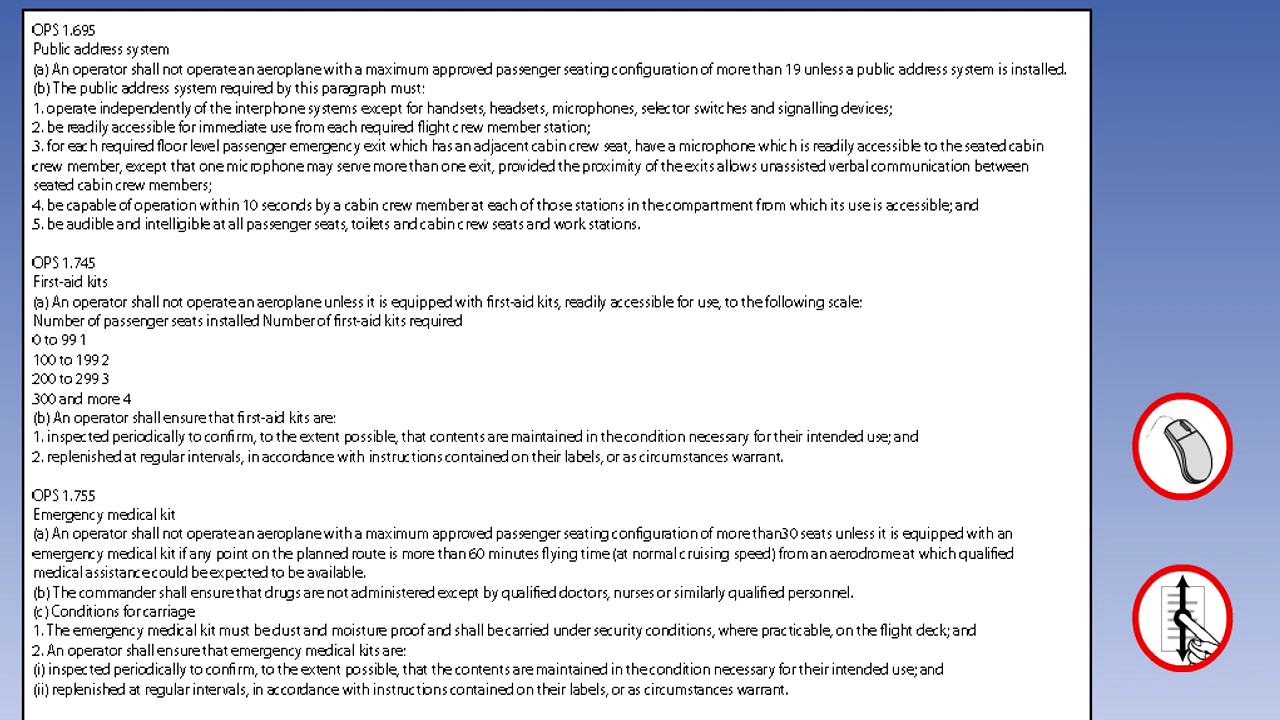 OPS 1.695
Public address system
(a) An operator shall not operate an aeroplane with a maximum approved passenger seating configuration of more than 19 unless a public address system is installed.
(b) The public address system required by this paragraph must:
1. operate independently of the interphone systems except for handsets, headsets, microphones, selector switches and signalling devices;
2. be readily accessible for immediate use from each required flight crew member station;
3. for each required floor level passenger emergency exit which has an adjacent cabin crew seat, have a microphone which is readily accessible to the seated cabin
crew member, except that one microphone may serve more than one exit, provided the proximity of the exits allows unassisted verbal communication between
seated cabin crew members;
4. be capable of operation within 10 seconds by a cabin crew member at each of those stations in the compartment from which its use is accessible; and
5. be audible and intelligible at all passenger seats, toilets and cabin crew seats and work stations.
OPS 1.745
First-aid kits
(a) An operator shall not operate an aeroplane unless it is equipped with first-aid kits, readily accessible for use, to the following scale:
Number of passenger seats installed Number of first-aid kits required
0 to 99 1
100 to 199 2
200 to 299 3
300 and more 4
(b) An operator shall ensure that first-aid kits are:
1. inspected periodically to confirm, to the extent possible, that contents are maintained in the condition necessary for their intended use; and
2. replenished at regular intervals, in accordance with instructions contained on their labels, or as circumstances warrant.
OPS 1.755
Emergency medical kit
(a) An operator shall not operate an aeroplane with a maximum approved passenger seating configuration of more than30 seats unless it is equipped with an
emergency medical kit if any point on the planned route is more than 60 minutes flying time (at normal cruising speed) from an aerodrome at which qualified
medical assistance could be expected to be available.
(b) The commander shall ensure that drugs are not administered except by qualified doctors, nurses or similarly qualified personnel.
(c) Conditions for carriage
1. The emergency medical kit must be dust and moisture proof and shall be carried under security conditions, where practicable, on the flight deck; and
2. An operator shall ensure that emergency medical kits are:
(i) inspected periodically to confirm, to the extent possible, that the contents are maintained in the condition necessary for their intended use; and
(ii) replenished at regular intervals, in accordance with instructions contained on their labels, or as circumstances warrant.